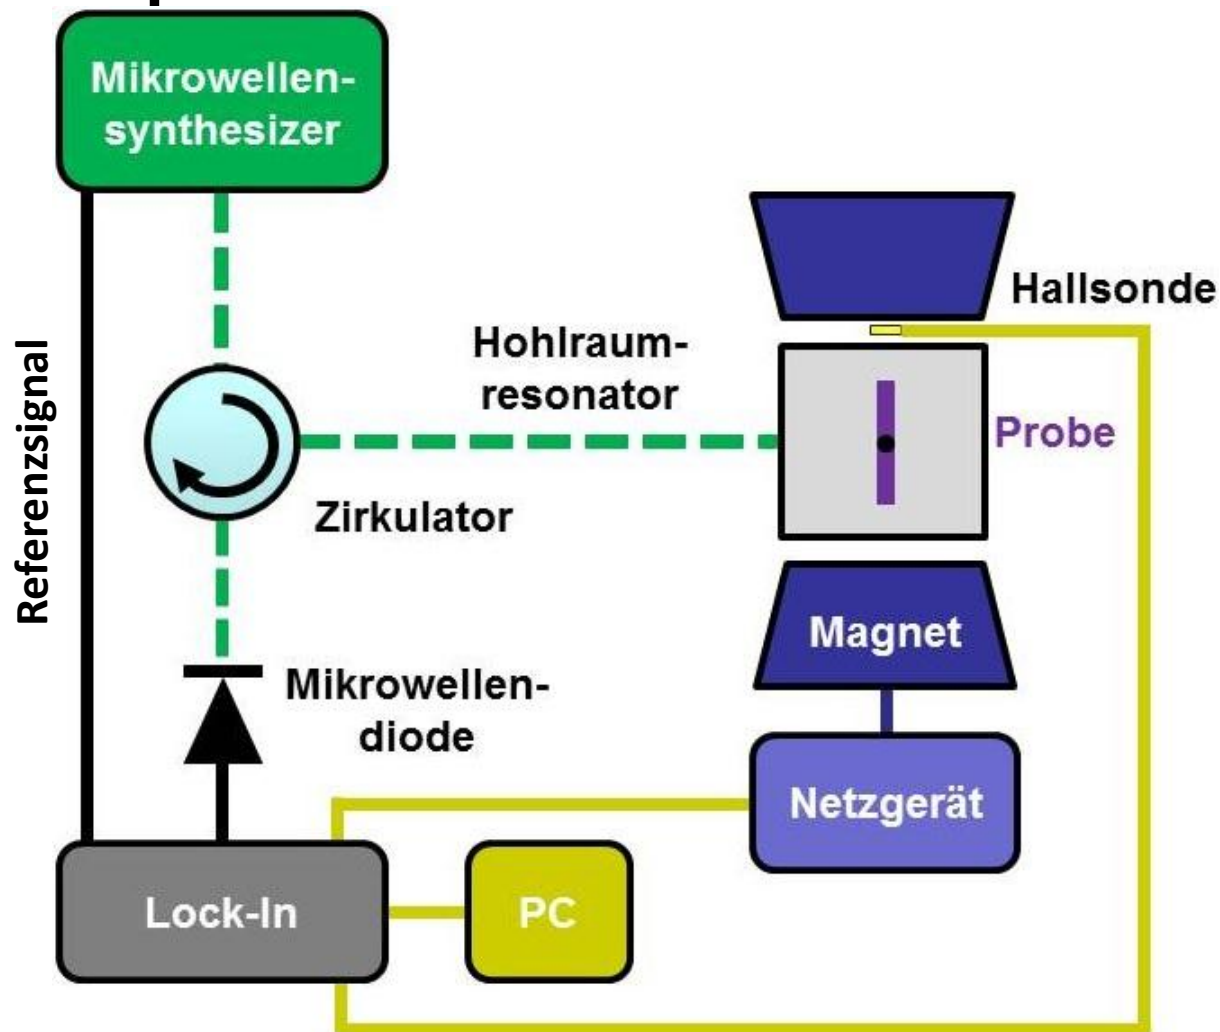 Mikrowellen-
synthesizer
Hallsonde
Hohlraum-
resonator
Probe
Referenzsignal
Zirkulator
Magnet
Mikrowellen-
diode
Netzgerät
Lock-In
PC